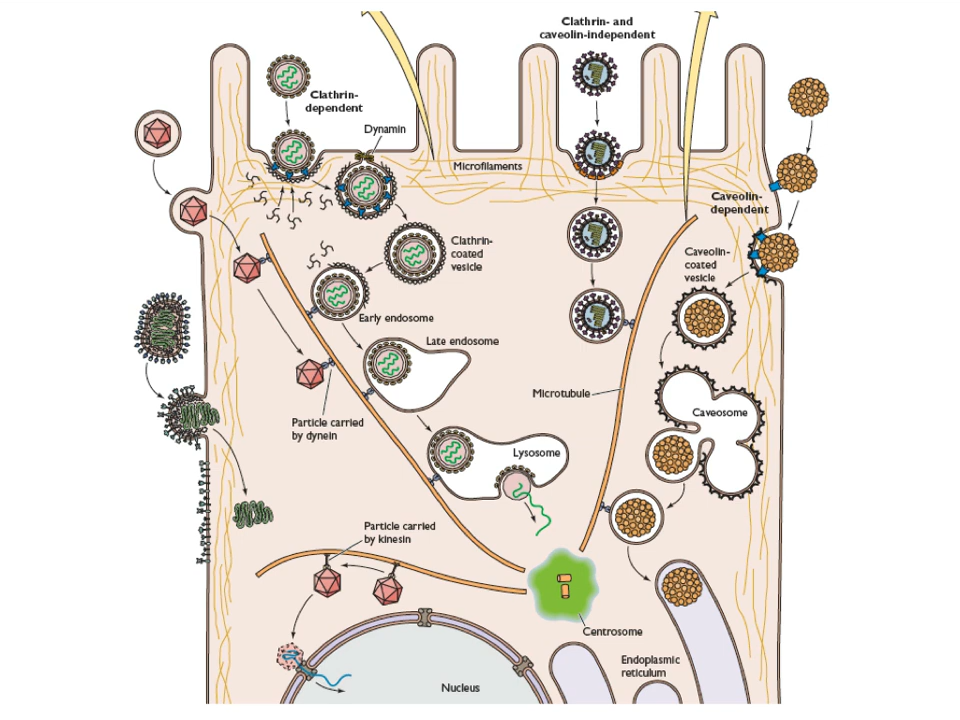 Clathrin- and
caveolin-independent
Clathrin-
dependent
Dynamin
Microfilaments
Caveolin-
dependent
Clathrin-
coated
vesicle
Caveolin-
coated
vesicle
Early endosome
Late endosome
Microtubule
Caveosome
Particle carried
by dynein
Lysosome
Particle carried
by kinesin
Centrosome
Endoplasmic
reticulum
Nucleus